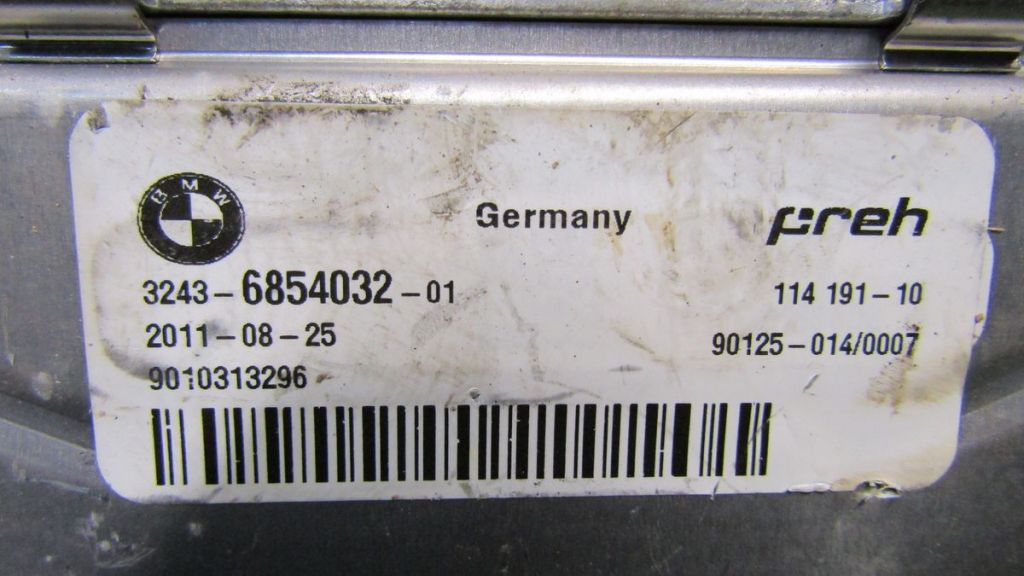 BMW
Germany
preh
3243-6854032-01
114 191-10
2011-08-25
90125-014/0007
9010313296